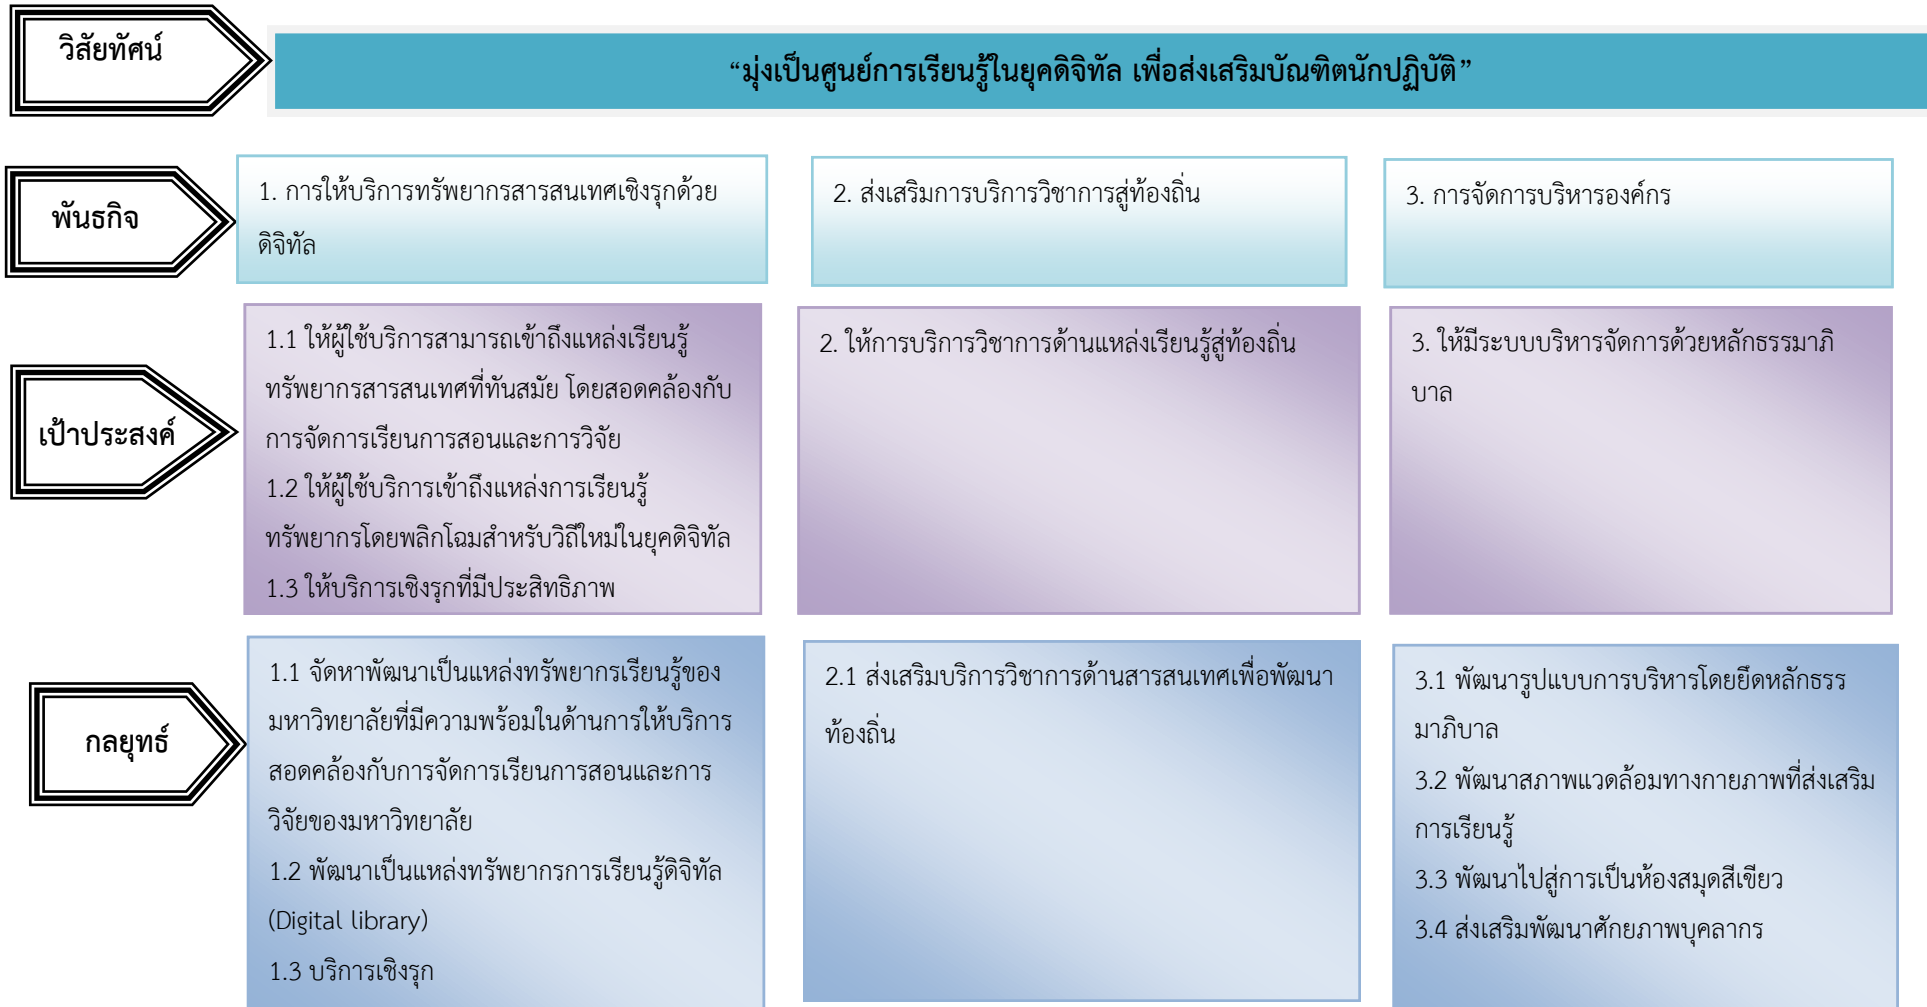 วิสัยทัศน์
“มุ่งเป็นศูนย์การเรียนรู้ในยุคดิจิทัล เพื่อส่งเสริมบัณฑิตนักปฏิบัติ”
พันธกิจ
1. การให้บริการทรัพยากรสารสนเทศเชิงรุกด้วย
ดิจิทัล
2. ส่งเสริมการบริการวิชาการสู่ท้องถิ่น
3. การจัดการบริหารองค์กร
เป้าประสงค์
1.1 ให้ผู้ใช้บริการสามารถเข้าถึงแหล่งเรียนรู้
ทรัพยากรสารสนเทศที่ทันสมัย โดยสอดคล้องกับ
การจัดการเรียนการสอนและการวิจัย
1.2 ให้ผู้ใช้บริการเข้าถึงแหล่งการเรียนรู้
ทรัพยากรโดยพลิกโฉมสำหรับวิถีใหม่ในยุคดิจิทัล
1.3 ให้บริการเชิงรุกที่มีประสิทธิภาพ
2. ให้การบริการวิชาการด้านแหล่งเรียนรู้สู่ท้องถิ่น
3. ให้มีระบบบริหารจัดการด้วยหลักธรรมาภิ
บาล
กลยุทธ์
1.1 จัดหาพัฒนาเป็นแหล่งทรัพยากรเรียนรู้ของ
มหาวิทยาลัยที่มีความพร้อมในด้านการให้บริการ
สอดคล้องกับการจัดการเรียนการสอนและการ
วิจัยของมหาวิทยาลัย
1.2 พัฒนาเป็นแหล่งทรัพยากรการเรียนรู้ดิจิทัล
(Digital library)
1.3 บริการเชิงรุก
2.1 ส่งเสริมบริการวิชาการด้านสารสนเทศเพื่อพัฒนา
ท้องถิ่น
3.1 พัฒนารูปแบบการบริหารโดยยึดหลักธรร
มาภิบาล
3.2 พัฒนาสภาพแวดล้อมทางกายภาพที่ส่งเสริม
การเรียนรู้
3.3 พัฒนาไปสู่การเป็นห้องสมุดสีเขียว
3.4 ส่งเสริมพัฒนาศักยภาพบุคลากร